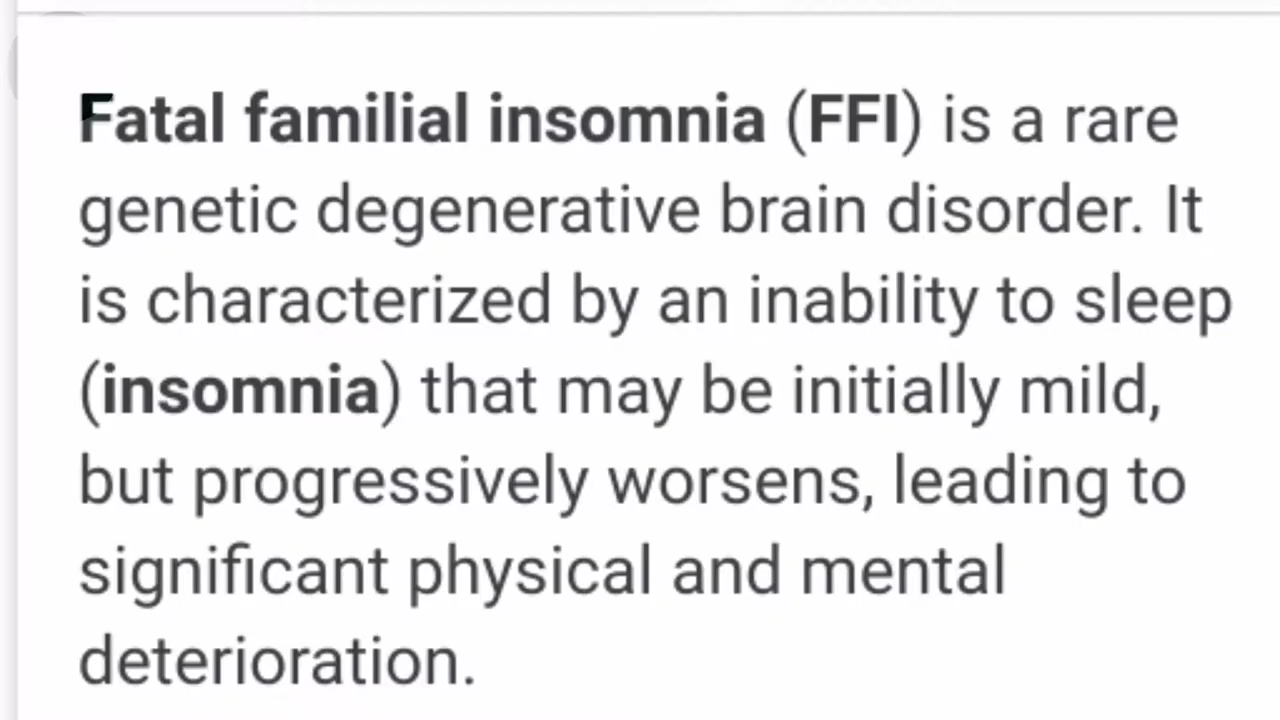 Fatal familial insomnia (FFI) is a rare
genetic degenerative brain disorder. It
is characterized by an inability to sleep
(insomnia) that may be initially mild,
but progressively worsens, leading to
significant physical and mental
deterioration.